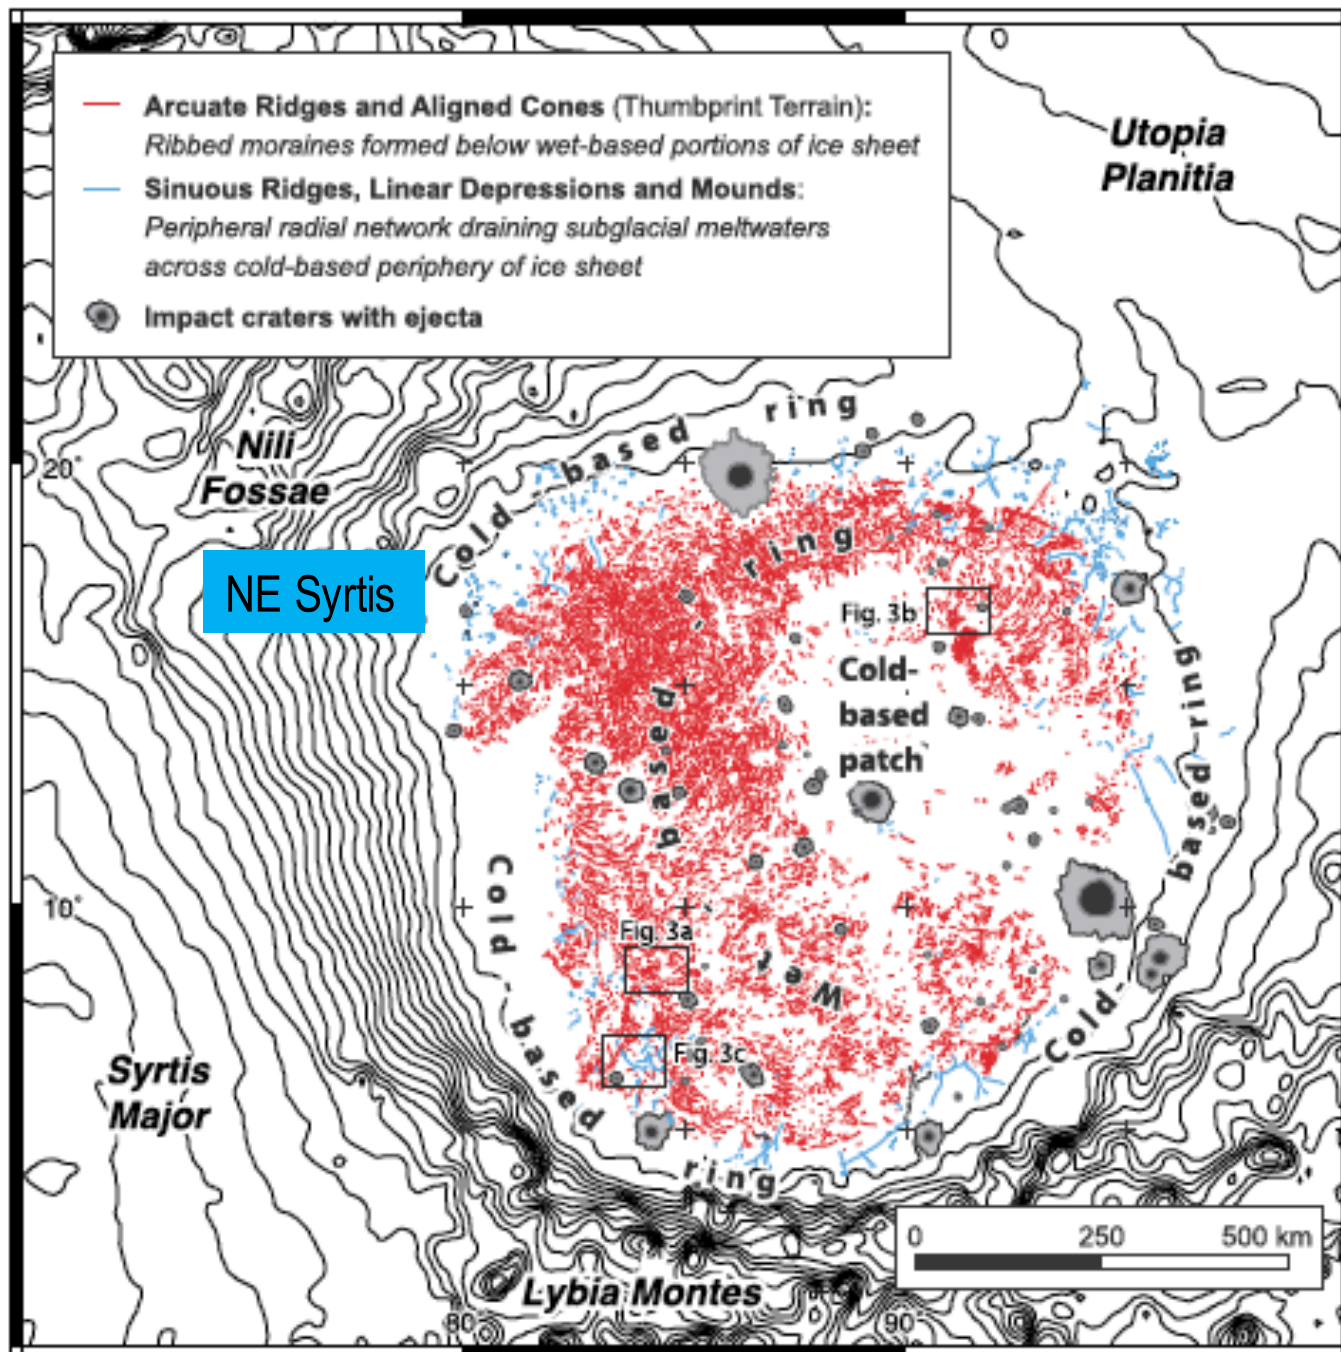 Arcuate Ridges and Aligned Cones (Thumbprint Terrain):
Ribbed moraines formed below wet-based portions of ice sheet
Sinuous Ridges, Linear Depressions and Mounds:
Peripheral radial network draining subglacial meltwaters
across cold-based periphery of ice sheet
Impact craters with ejecta
Utopia
Planitia
Nili
Fossae
20°
NE Syrtis
Cold - based ring
ring
Fig. 3b
Cold-
based
patch
based
based ring
10°
Cold - based
Fig. 3a
Wet
Fig. 3c
Cold-
Syrtis
Major
ring
0 250 500 km
Lybia Montes
80°
90°